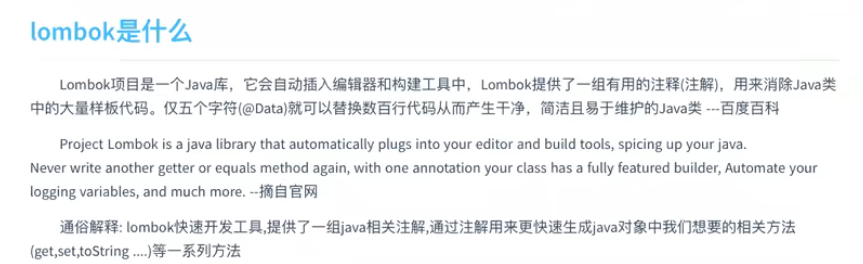 lombok是什么
Lombok项目是一个Java库，它会自动插入编辑器和构建工具中，Lombok提供了一组有用的注释(注解)，用来消除Java类
中的大量样板代码。仅五个字符(@Data)就可以替换数百行代码从而产生干净，简洁且易于维护的Java类 ---百度百科
Project Lombok is a java library that automatically plugs into your editor and build tools, spicing up your java.
Never write another getter or equals method again, with one annotation your class has a fully featured builder, Automate your
logging variables, and much more. --摘自官网
通俗解释: lombok快速开发工具,提供了一组java相关注解,通过注解用来更快速生成java对象中我们想要的相关方法
(get,set,toString ....)等一系列方法